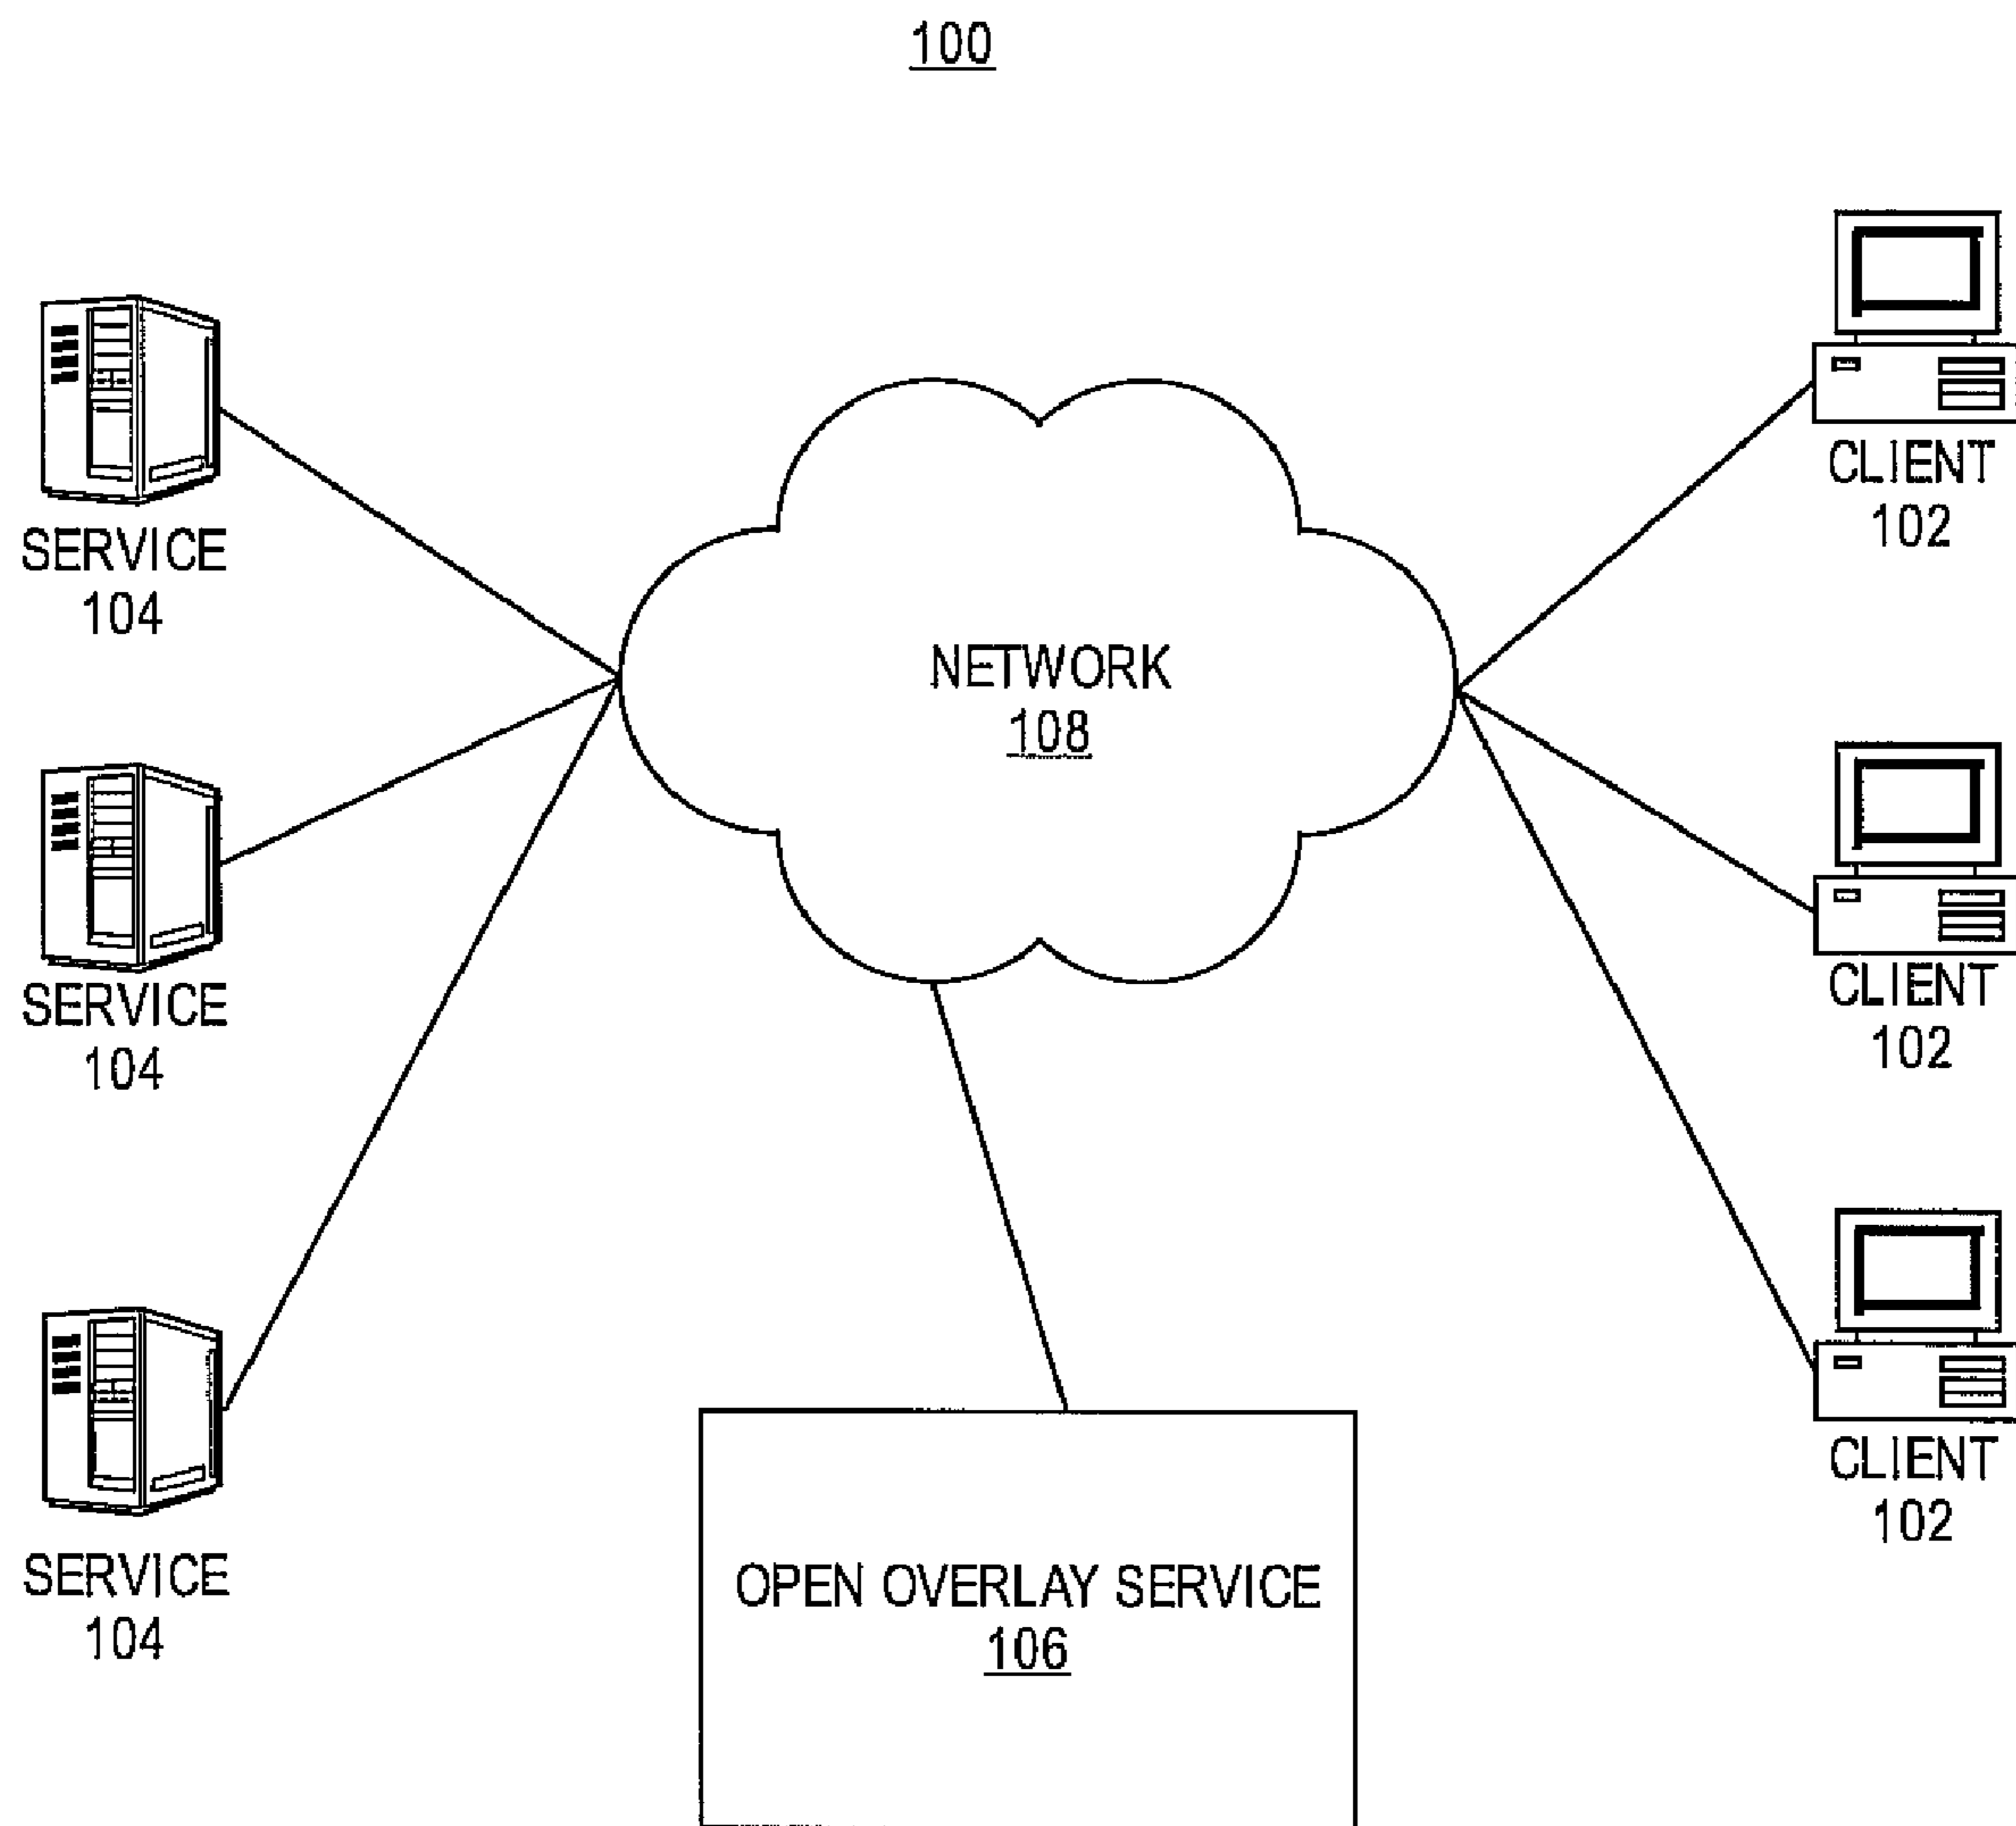 100
SERVICE
104
SERVICE
104
SERVICE
104
NETWORK
108
OPEN OVERLAY SERVICE
106
CLIENT
102
CLIENT
102
CLIENT
102